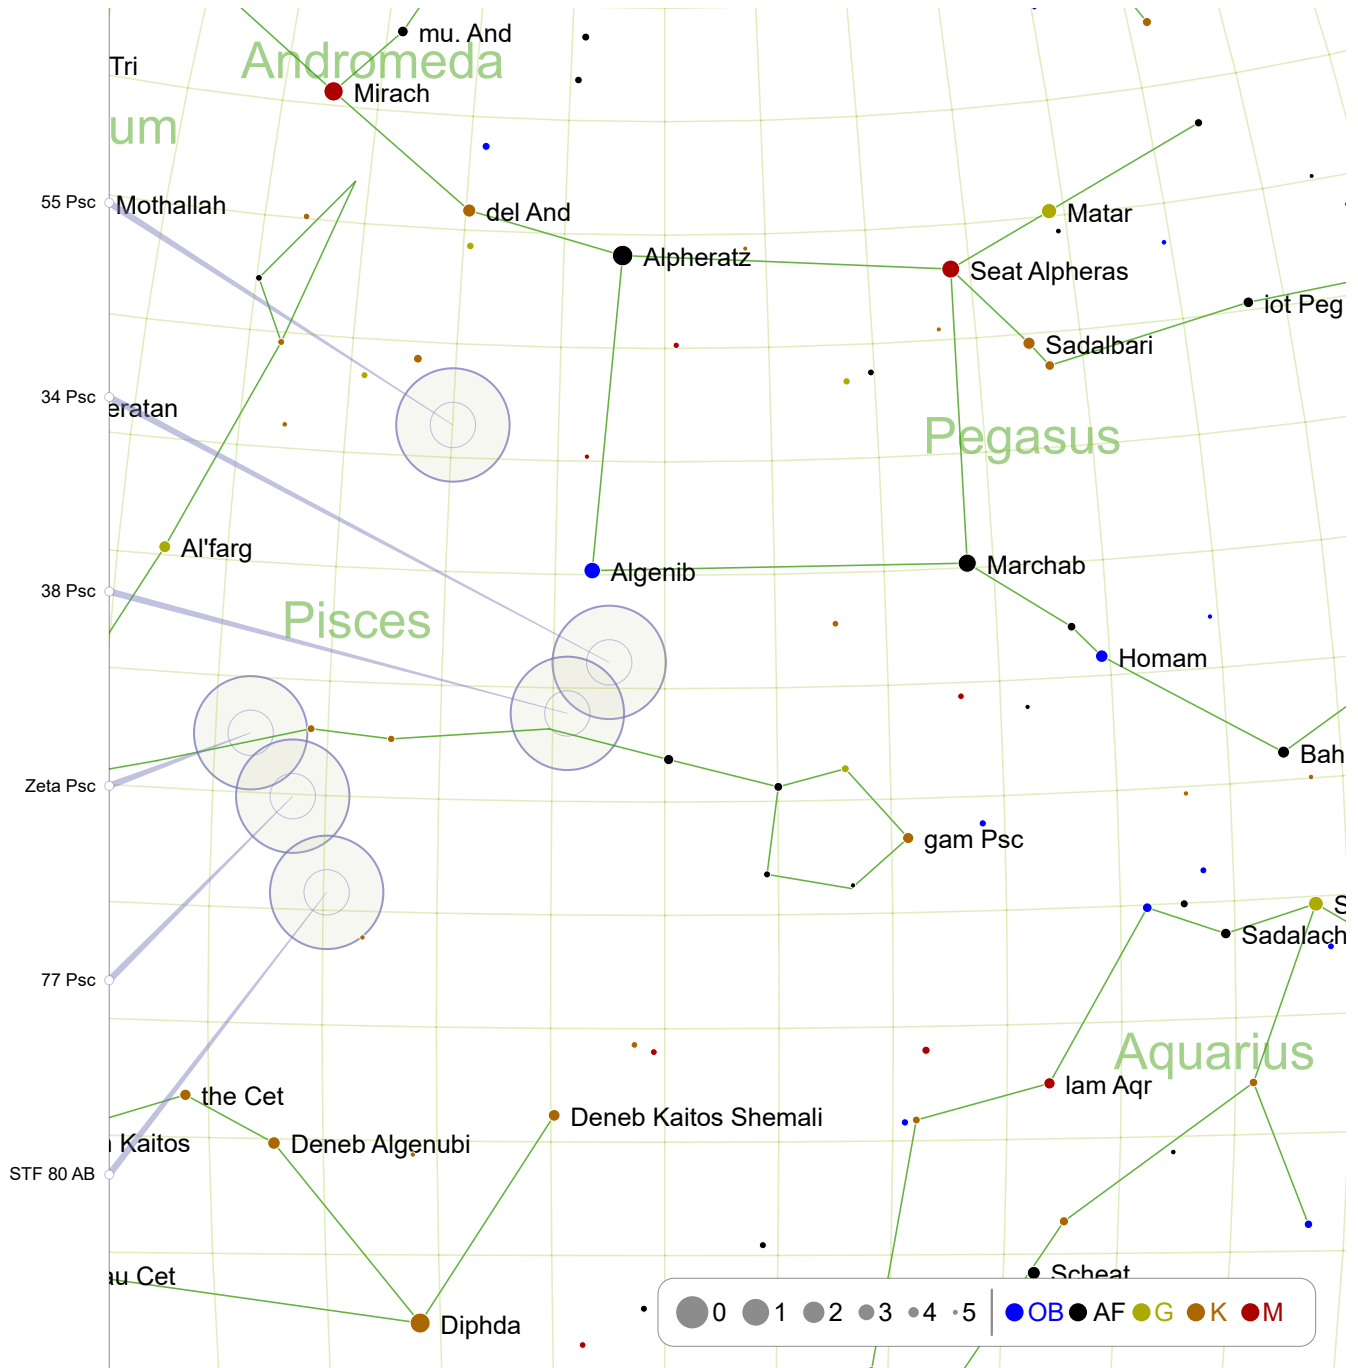 mu. And
Andromeda
Tri
Mirach
um
55 Psc
Mothallah
del And
Matar
Alpheratz
Seat Alpheras
iot Peg
Sadalbari
34 Psc
eratan
Pegasus
Al'farg
Algenib
Marchab
38 Psc
Pisces
Homam
Bah
Zeta Psc
gam Psc
S
Sadalach
77 Psc
Aquarius
the Cet
lam Aqr
Deneb Kaitos Shemali
Kaitos
Deneb Algenubi
STF 80 AB
au Cet
Scheat
Diphda
0 1 2 3 4 5 OB AF G K M